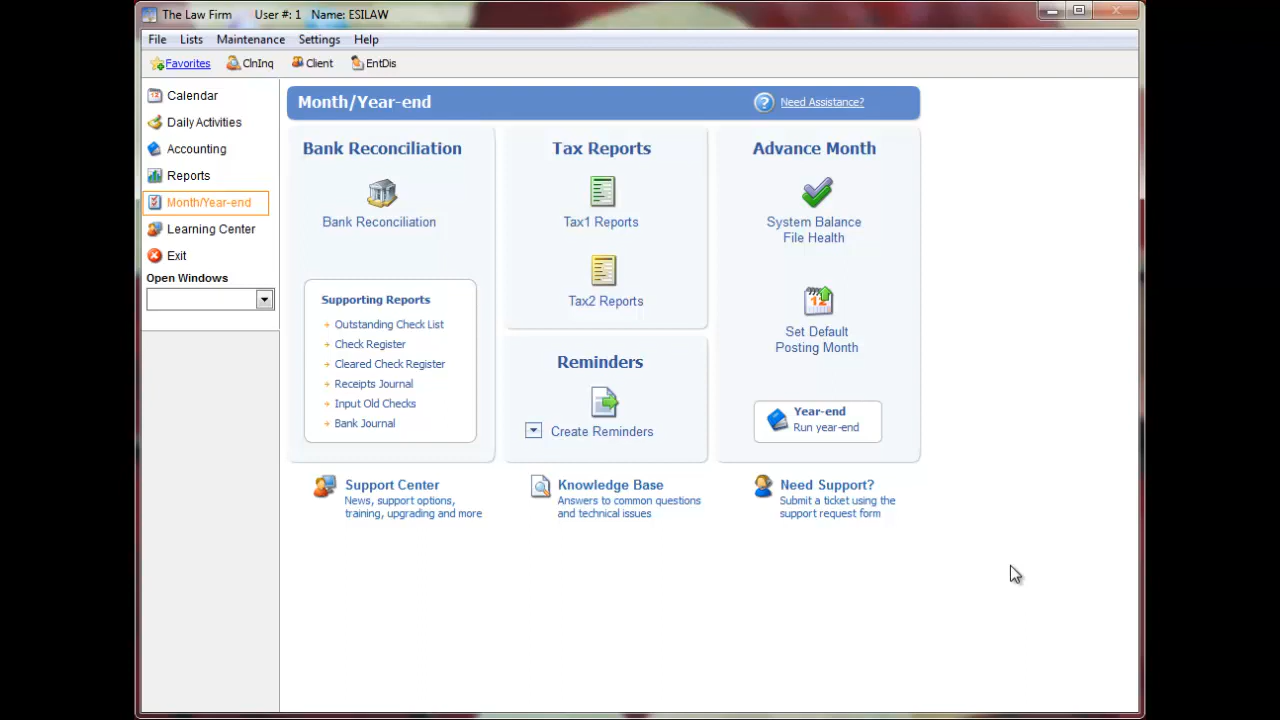 The Law Firm User #: 1 Name: ESILAW
File Lists Maintenance Settings Help
Favorites ClnInq Client EntDis
Calendar
Daily Activities
Accounting
Reports
Month/Year-end
Learning Center
Exit
Open Windows
Month/Year-end
Need Assistance?
Bank Reconciliation
Bank Reconciliation
Supporting Reports
Outstanding Check List
Check Register
Cleared Check Register
Receipts Journal
Input Old Checks
Bank Journal
Tax Reports
Tax1 Reports
Tax2 Reports
Reminders
Create Reminders
Advance Month
System Balance
File Health
12
Set Default
Posting Month
Year-end
Run year-end
Support Center
News, support options,
training, upgrading and more
Knowledge Base
Answers to common questions
and technical issues
Need Support?
Submit a ticket using the
support request form